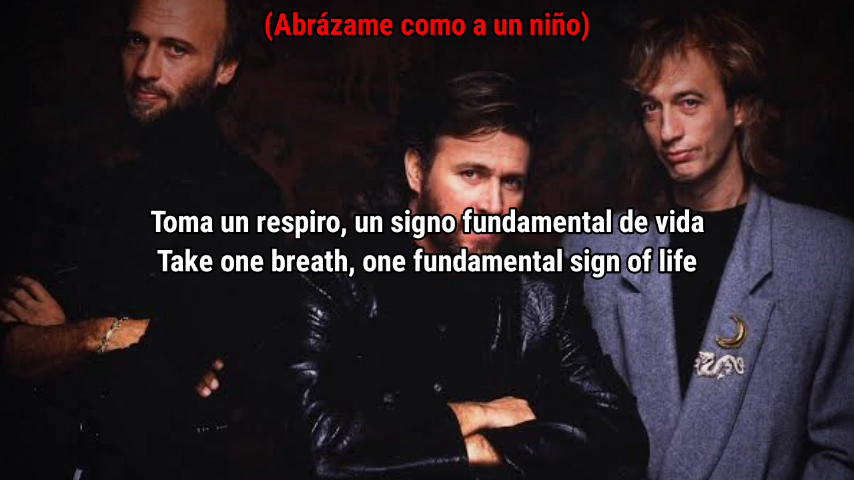 (Abrázame como a un niño)
Toma un respiro, un signo fundamental de vida
Take one breath, one fundamental sign of life